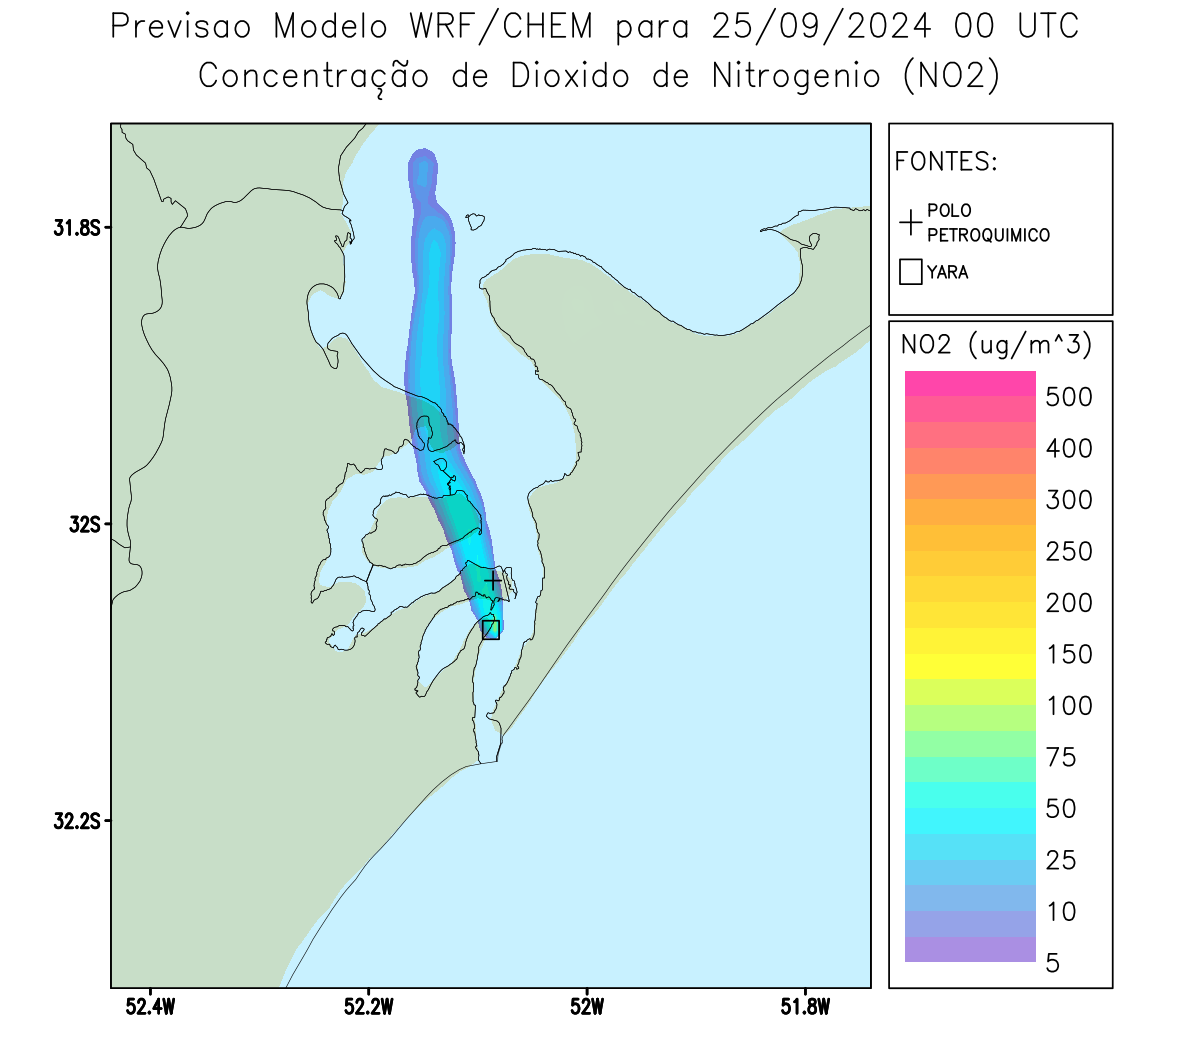 Previsao Modelo WRF/CHEM para 25/09/2024 00 UTC
Concentração de Dioxido de Nitrogenio (NO2)
FONTES:
POLO
PETROQUIMICO
YARA
NO2 (ug/m^3)
500
400
300
250
200
150
100
75
50
25
10
5
31.8S
32S
32.2S
52.4W
52.2W
52W
51.8W